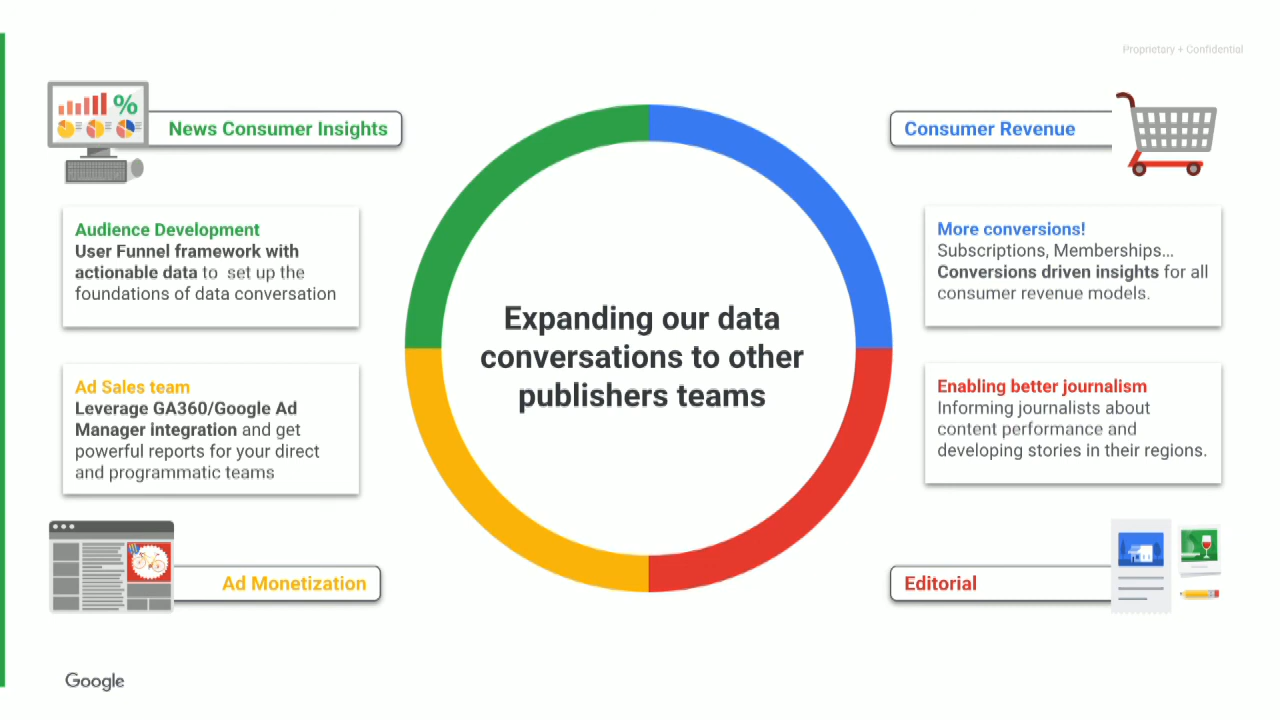 Proprietary + Confidential
News Consumer Insights
Consumer Revenue
Audience Development
User Funnel framework with
actionable data to set up the
foundations of data conversation
More conversions!
Subscriptions, Memberships...
Conversions driven insights for all
consumer revenue models.
Expanding our data
conversations to other
publishers teams
Ad Sales team
Leverage GA360/Google Ad
Manager integration and get
powerful reports for your direct
and programmatic teams
Enabling better journalism
Informing journalists about
content performance and
developing stories in their regions.
Ad Monetization
Editorial
Google
%